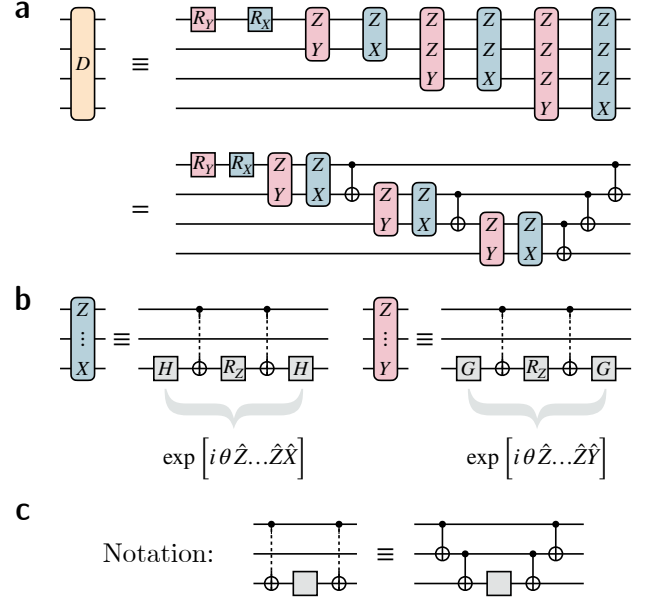 a
R_Y R_X Z Z Z Z Z Z
D ≡ Y X Z Z Z Z
Y X Z Z
Y X
R_Y R_X Z Z
= Y X Z Z
Y X Z Z
Y X
b
Z ⋮ X ≡ H R_Z H
Z ⋮ Y ≡ G R_Z G
exp [iθẐ…ẐX̂] exp [iθẐ…ẐŶ]
c
Notation: ≡